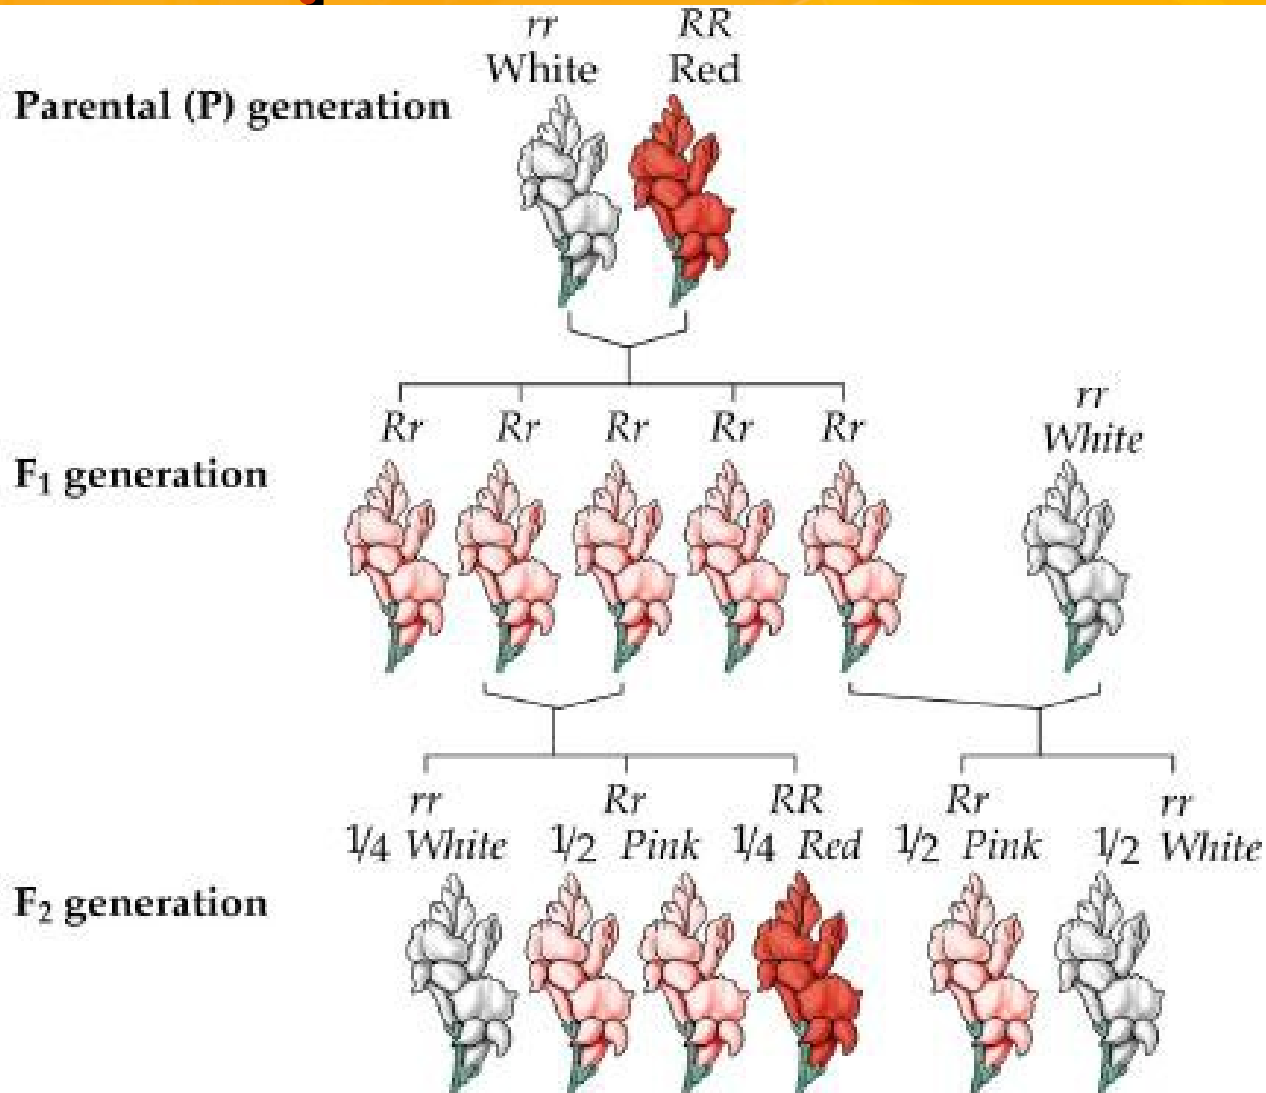 rr RR
White Red
Parental (P) generation
Rr Rr Rr Rr Rr
rr
White
F₁ generation
rr Rr RR Rr rr
1/4 White 1/2 Pink 1/4 Red 1/2 Pink 1/2 White
F₂ generation